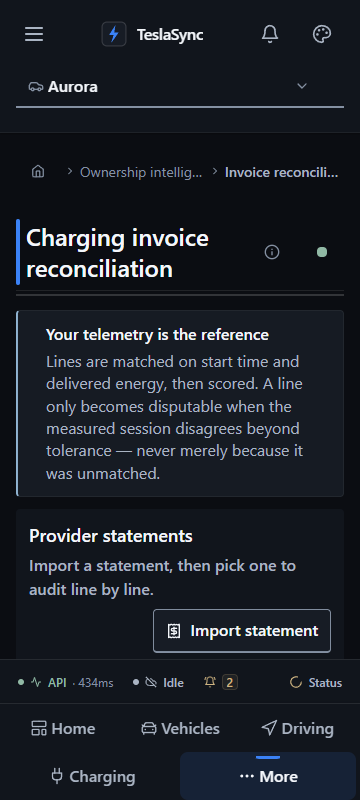 TeslaSync
Aurora
Ownership intellig... Invoice reconcili...
Charging invoice
reconciliation
Your telemetry is the reference
Lines are matched on start time and
delivered energy, then scored. A line
only becomes disputable when the
measured session disagrees beyond
tolerance — never merely because it
was unmatched.
Provider statements
Import a statement, then pick one to
audit line by line.
Import statement
API · 434ms Idle 2 Status
Home Vehicles Driving
Charging More